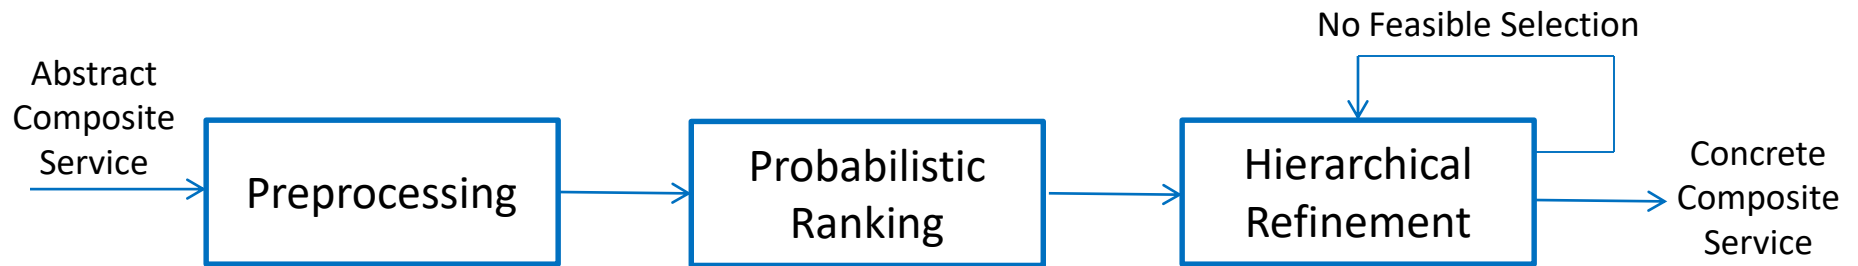 Abstract
Composite
Service
Preprocessing
Probabilistic
Ranking
No Feasible Selection
Hierarchical
Refinement
Concrete
Composite
Service